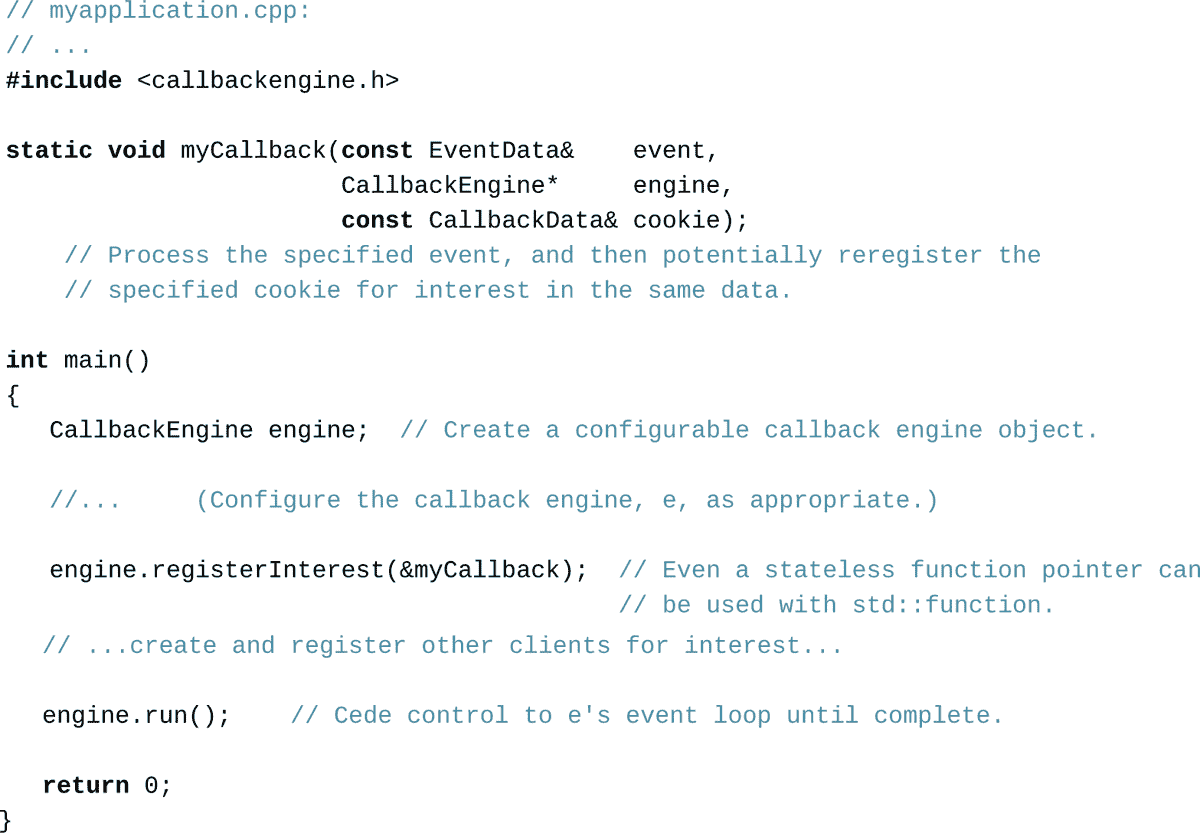 // myapplication.cpp:
// ...
#include <callbackengine.h>
static void myCallback(const EventData&    event,
                       CallbackEngine*     engine,
                       const CallbackData& cookie);
    // Process the specified event, and then potentially reregister the
    // specified cookie for interest in the same data.
int main()
{
   CallbackEngine engine;  // Create a configurable callback engine object.
   //...     (Configure the callback engine, e, as appropriate.)
   engine.registerInterest(&myCallback);  // Even a stateless function pointer can
                                          // be used with std::function.
   // ...create and register other clients for interest...
   engine.run();    // Cede control to e's event loop until complete.
   return 0;
}